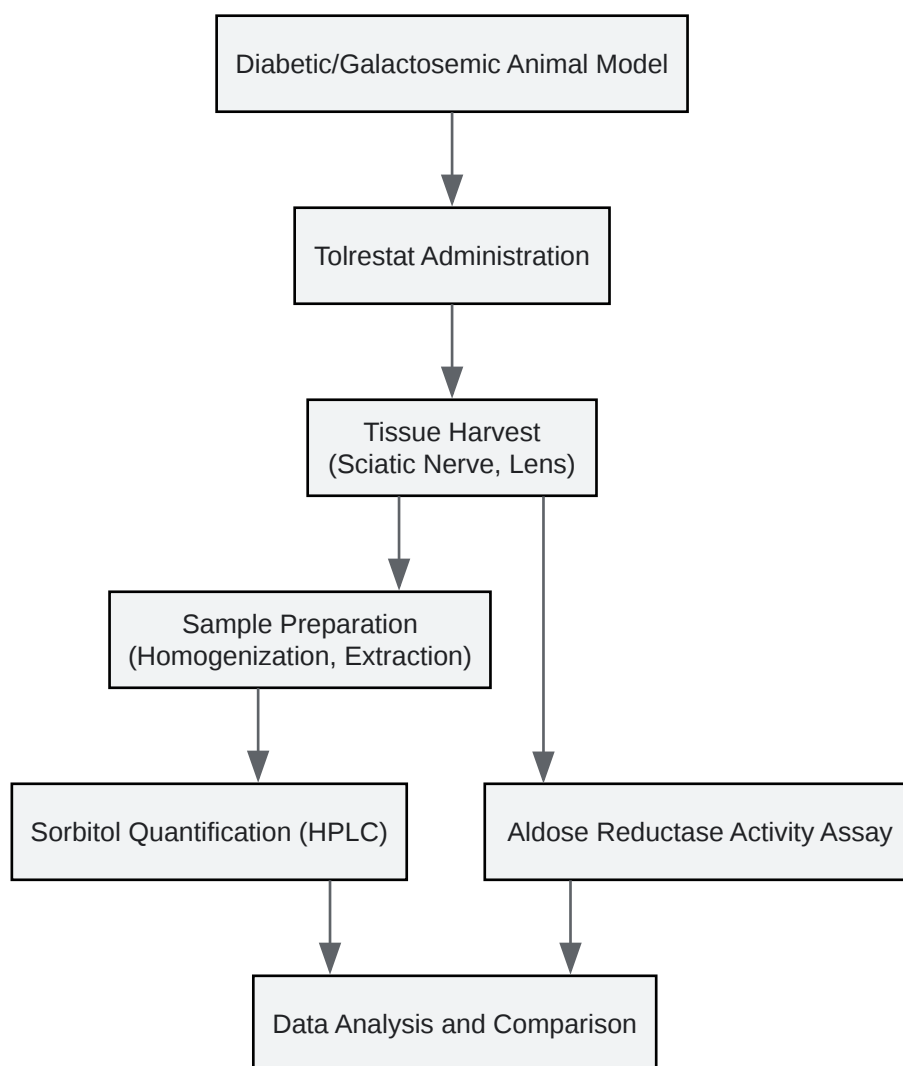 Diabetic/Galactosemic Animal Model
Tolrestat Administration
Tissue Harvest
(Sciatic Nerve, Lens)
Sample Preparation
(Homogenization, Extraction)
Sorbitol Quantification (HPLC)
Aldose Reductase Activity Assay
Data Analysis and Comparison